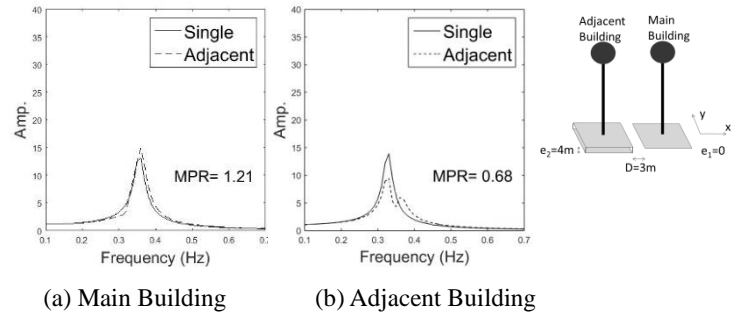 40
35
30
25
20
15
10
5
0
Amp.
Single
Adjacent
MPR= 1.21
0.1 0.2 0.3 0.4 0.5 0.6 0.7
Frequency (Hz)
(a) Main Building
40
35
30
25
20
15
10
5
0
Amp.
Single
Adjacent
MPR= 0.68
0.1 0.2 0.3 0.4 0.5 0.6 0.7
Frequency (Hz)
(b) Adjacent Building
Adjacent
Building
Main
Building
y
x
e₂=4m
D=3m
e₁=0